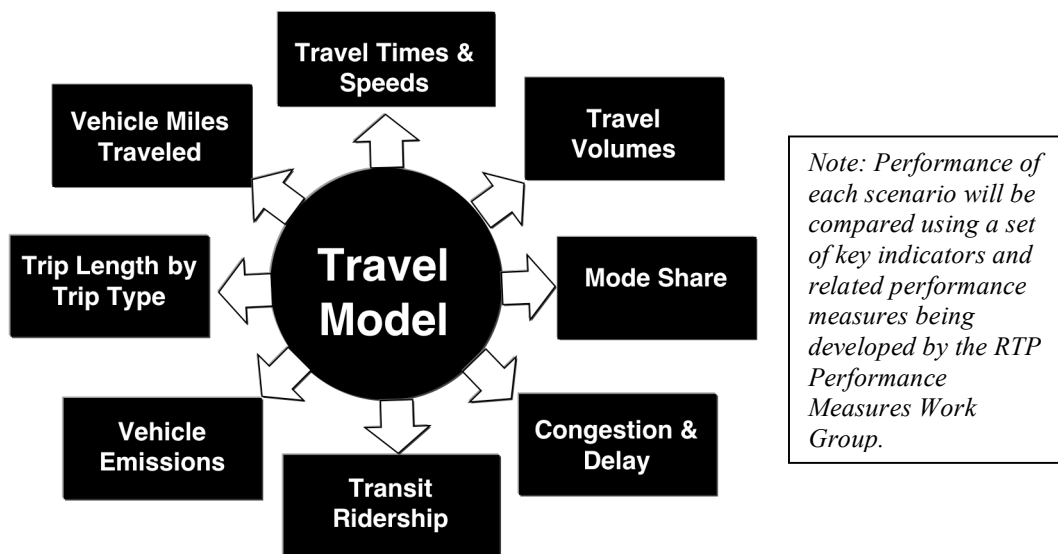 Travel Times &
Speeds
Vehicle Miles
Traveled
Travel
Volumes
Trip Length by
Trip Type
Travel
Model
Mode Share
Vehicle
Emissions
Transit
Ridership
Congestion &
Delay
Note: Performance of
each scenario will be
compared using a set
of key indicators and
related performance
measures being
developed by the RTP
Performance
Measures Work
Group.